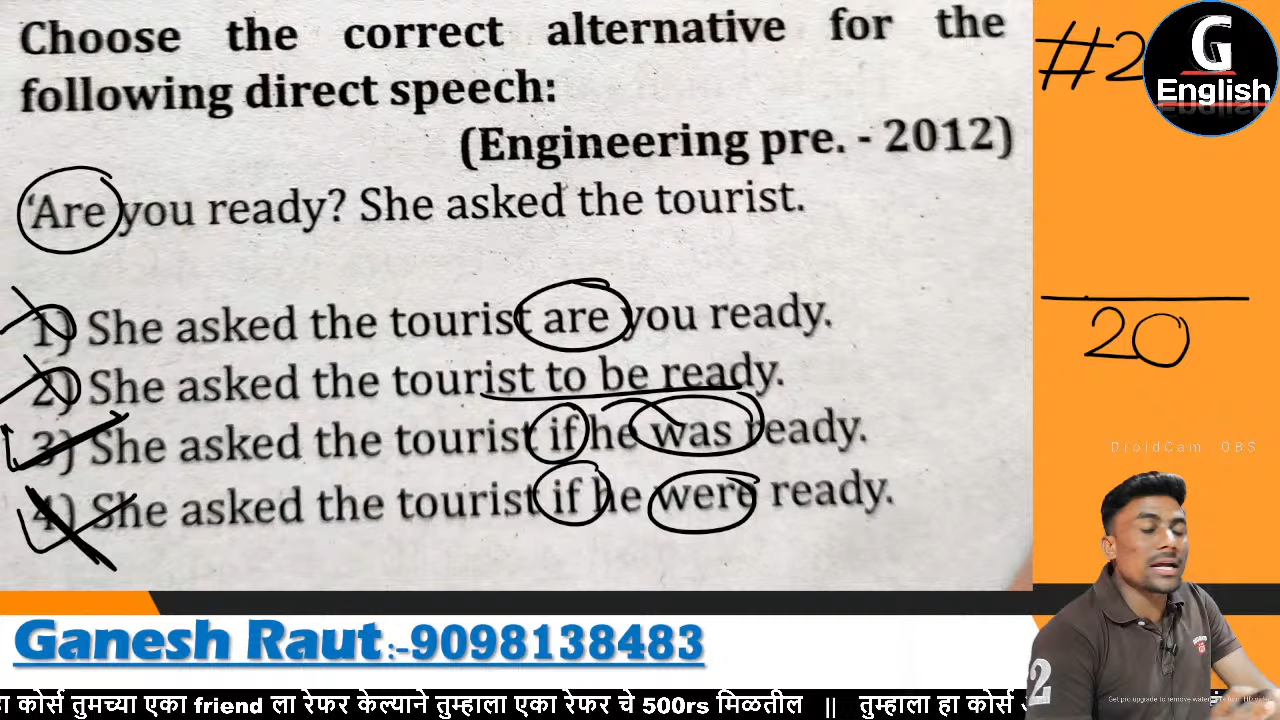 Choose the correct alternative for the
following direct speech:
(Engineering pre. - 2012)
'Are you ready? She asked the tourist.
1) She asked the tourist are you ready.
2) She asked the tourist to be ready.
3) She asked the tourist if he was ready.
4) She asked the tourist if he were ready.
#2
G
English
20
DroidCam OBS
Ganesh Raut:-9098138483
2
हा कोर्स तुमच्या एका friend ला रेफर केल्याने तुम्हाला एका रेफर चे 500rs मिळतील || तुम्हाला हा कोर्स